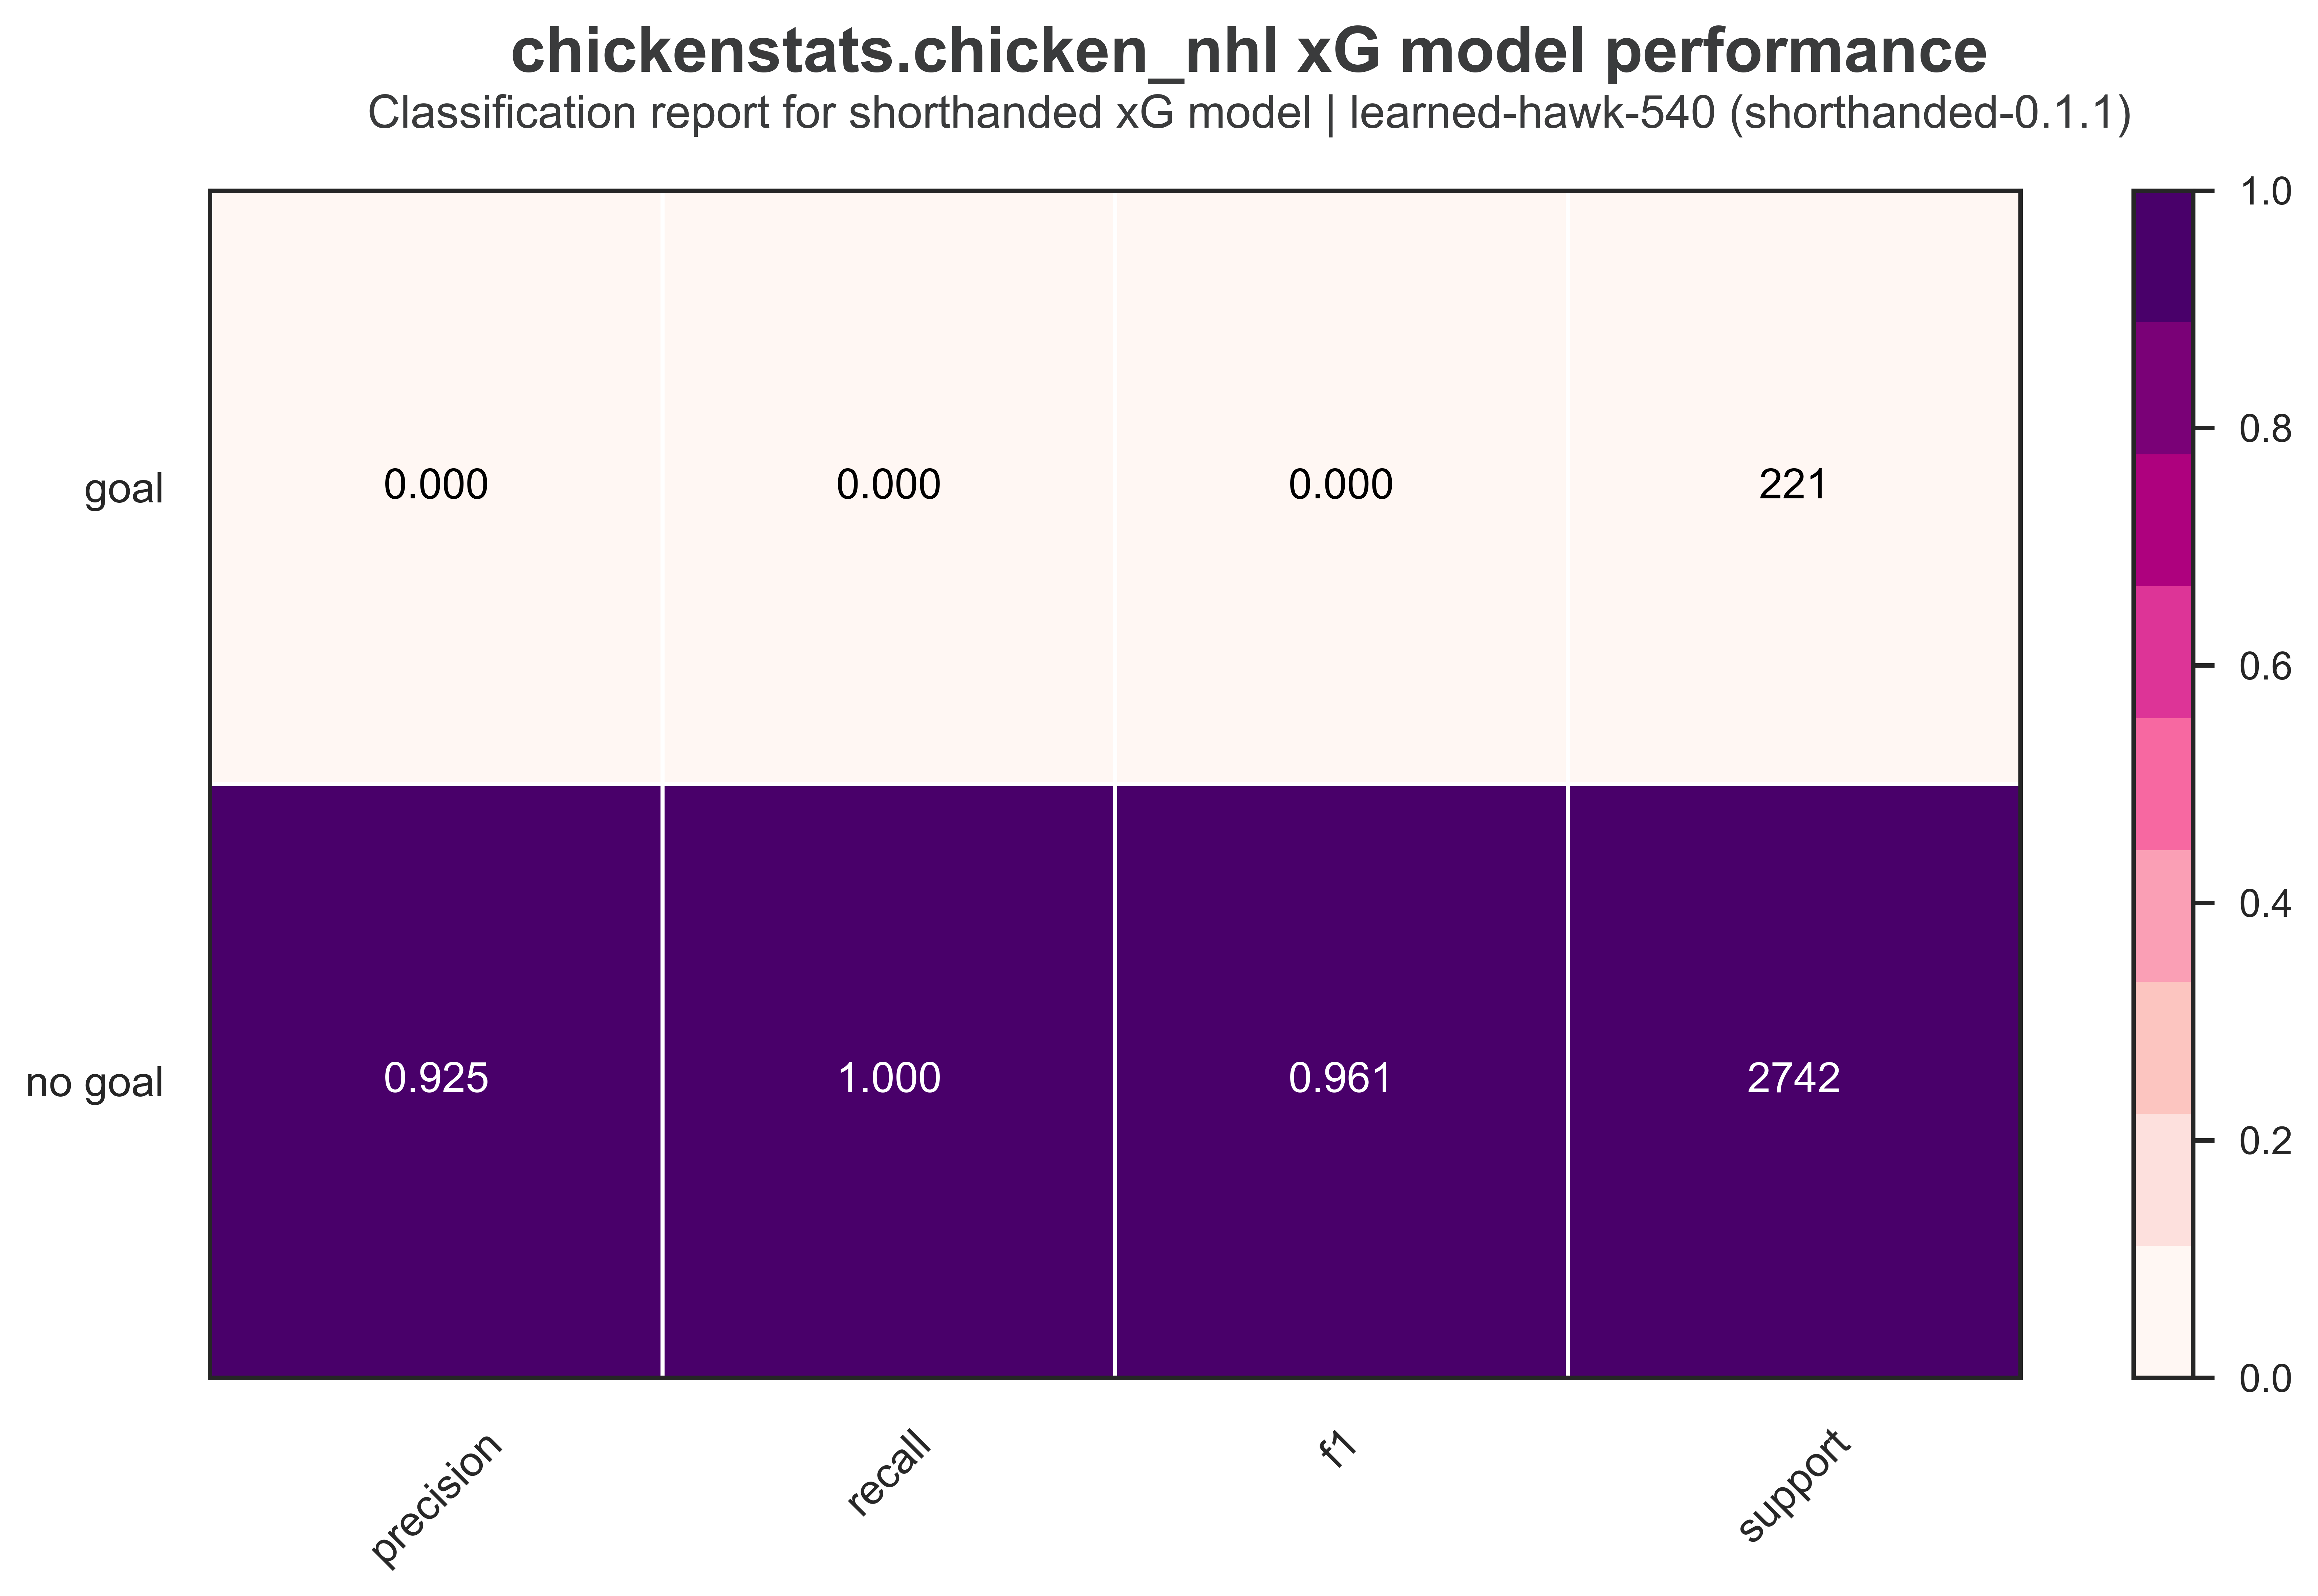 chickenstats.chicken_nhl xG model performance
Classification report for shorthanded xG model | learned-hawk-540 (shorthanded-0.1.1)
goal 0.000 0.000 0.000 221
no goal 0.925 1.000 0.961 2742
precision recall f1 support
1.0
0.8
0.6
0.4
0.2
0.0